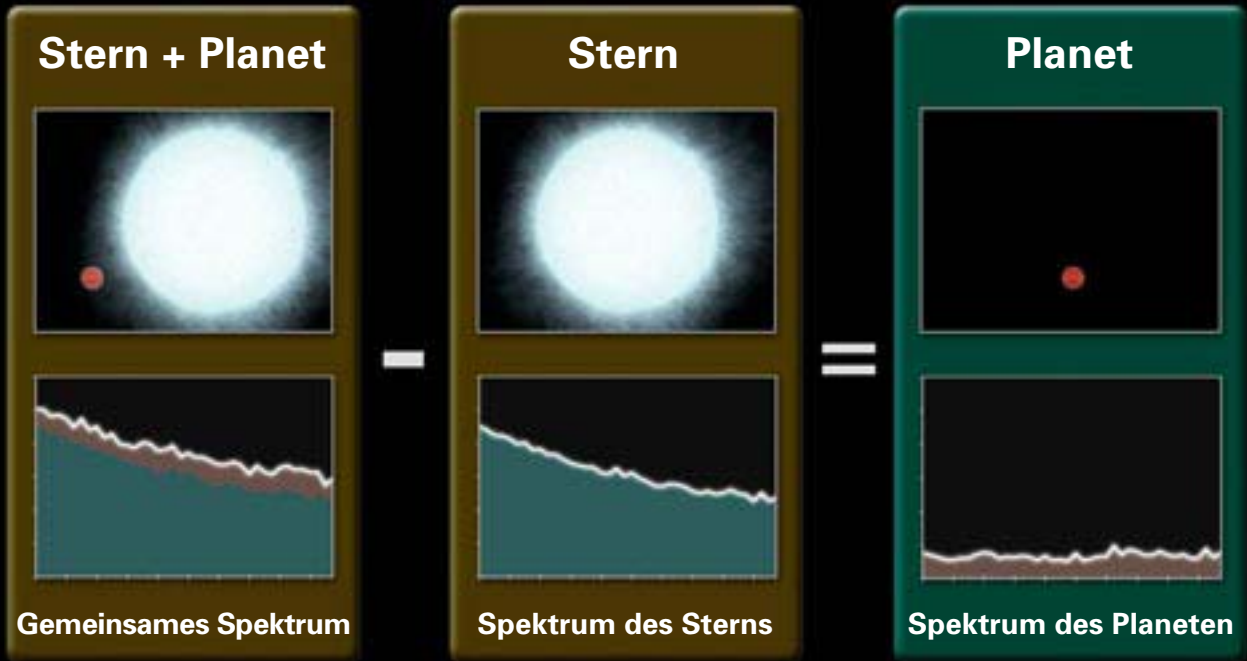 Stern + Planet
Stern
Planet
-
=
Gemeinsames Spektrum
Spektrum des Sterns
Spektrum des Planeten